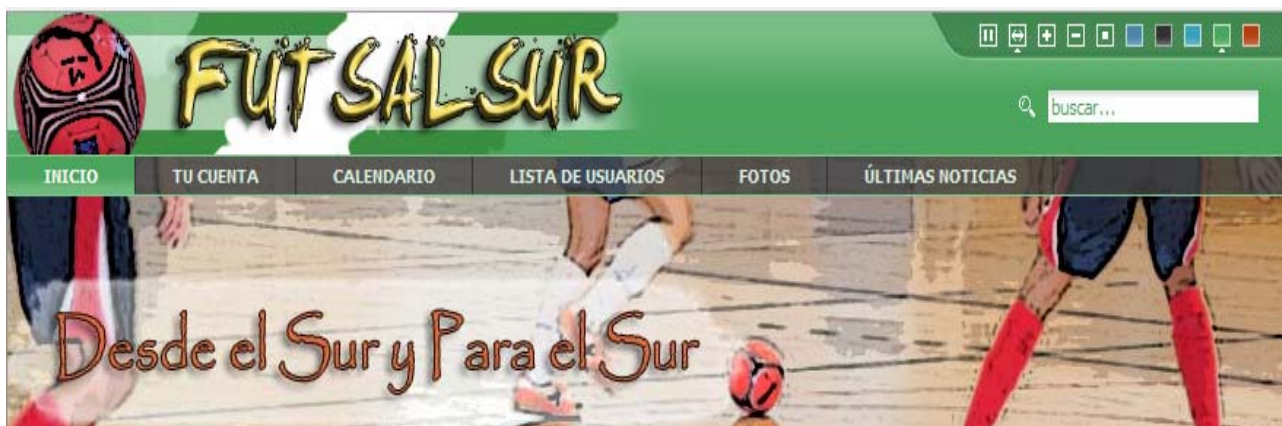 FUTSALSUR
buscar...
INICIO TU CUENTA CALENDARIO LISTA DE USUARIOS FOTOS ÚLTIMAS NOTICIAS
Desde el Sur y Para el Sur